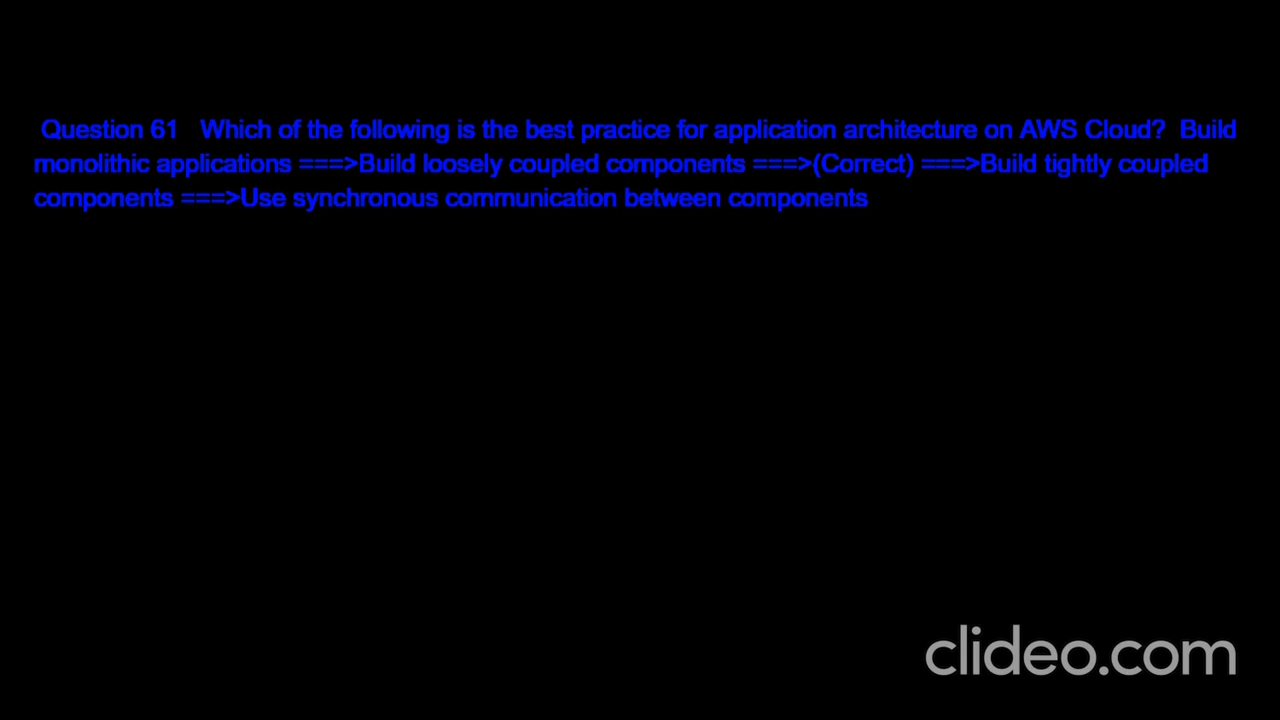 Question 61   Which of the following is the best practice for application architecture on AWS Cloud?  Build
monolithic applications ===>Build loosely coupled components ===>(Correct) ===>Build tightly coupled
components ===>Use synchronous communication between components
clideo.com